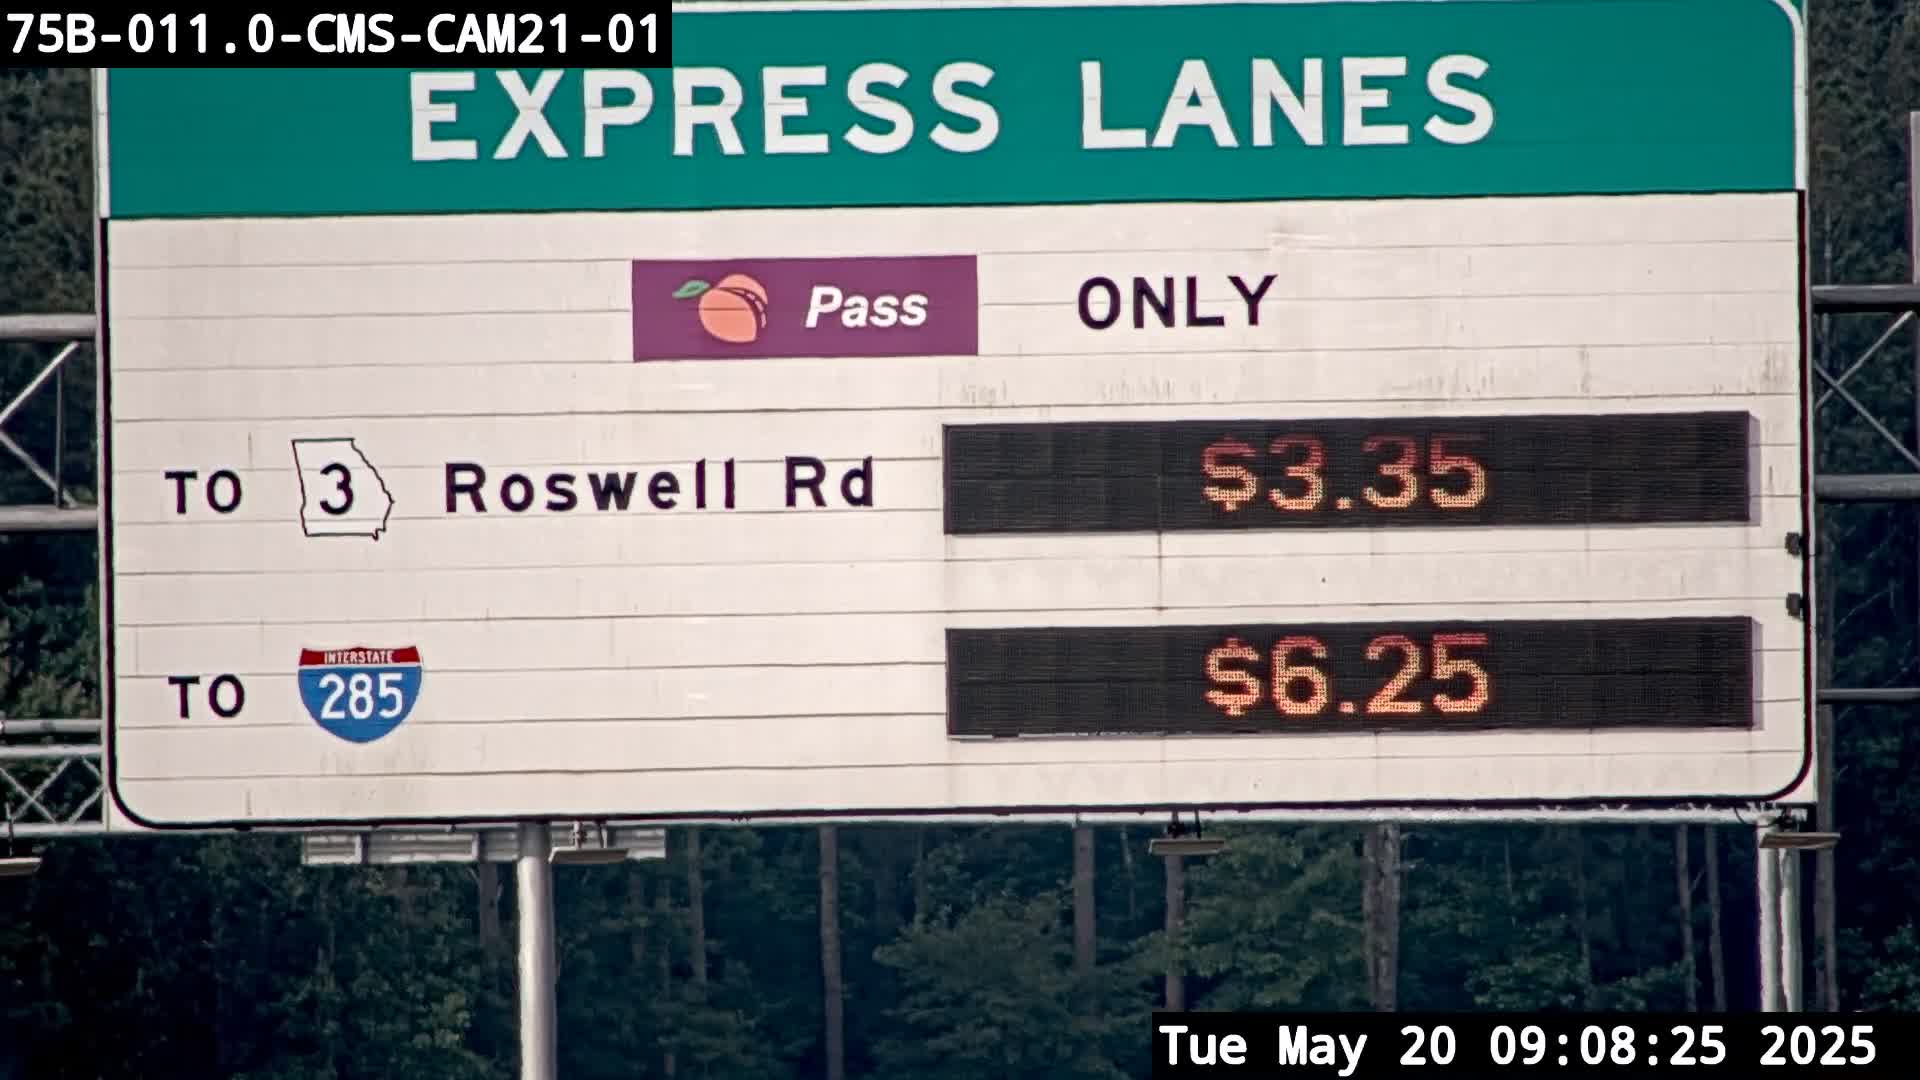 75B-011.0-CMS-CAM21-01
EXPRESS LANES
Pass ONLY
TO 3 Roswell Rd $3.35
TO INTERSTATE 285 $6.25
Tue May 20 09:08:25 2025